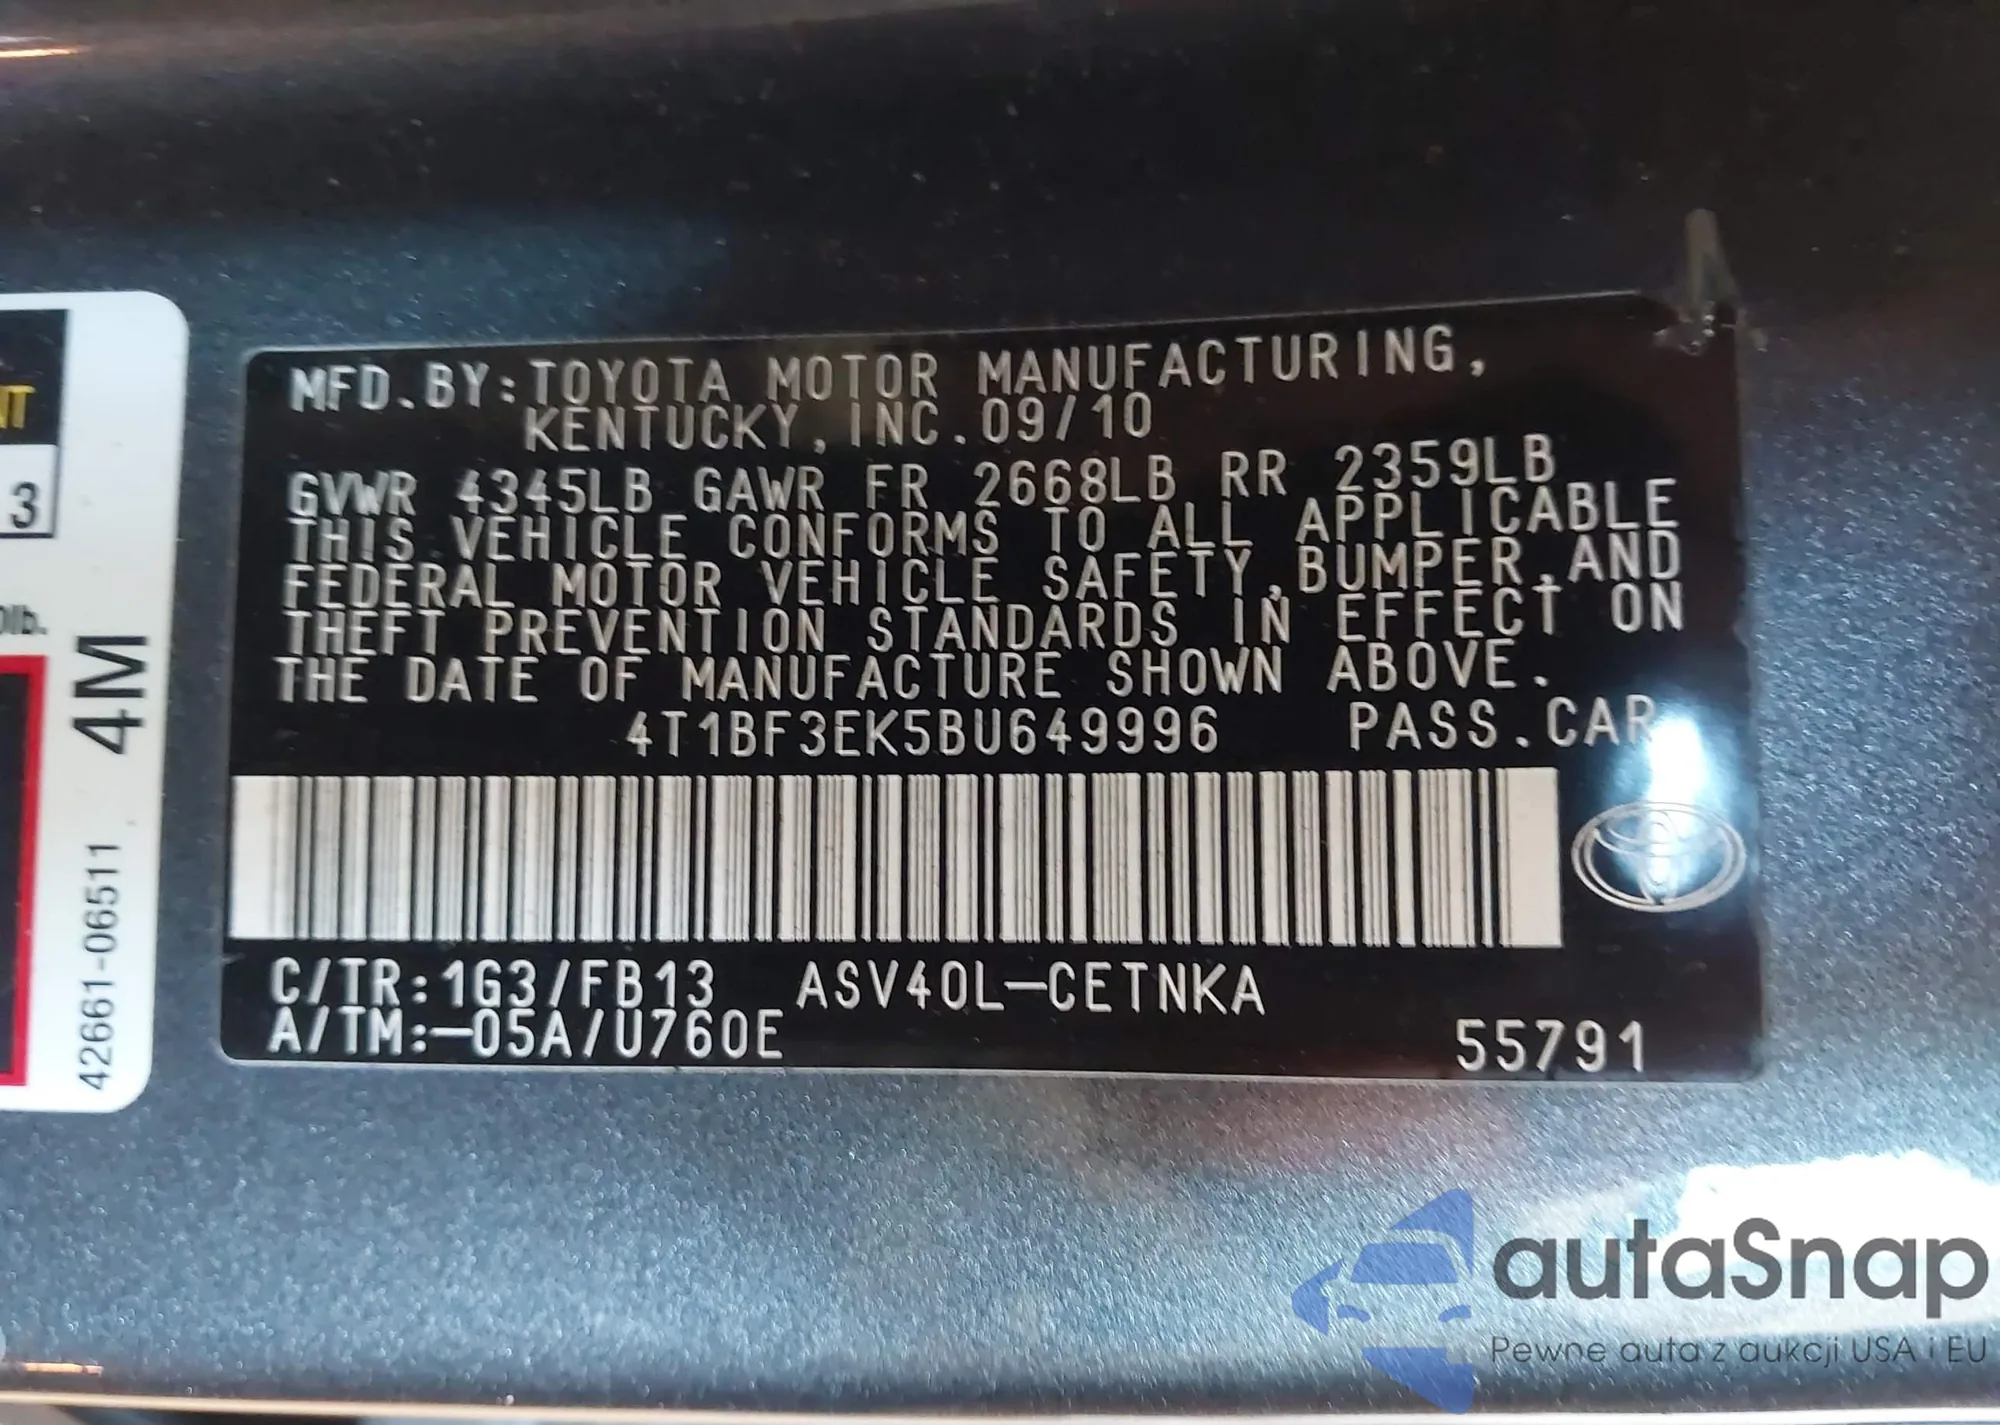 MFD.BY:TOYOTA MOTOR MANUFACTURING,
KENTUCKY, INC.09/10
GVWR 4345LB GAWR FR 2668LB RR 2359LB
THIS VEHICLE CONFORMS TO ALL APPLICABLE
FEDERAL MOTOR VEHICLE SAFETY,BUMPER,AND
THEFT PREVENTION STANDARDS IN EFFECT ON
THE DATE OF MANUFACTURE SHOWN ABOVE.
4T1BF3EK5BU649996 PASS.CAR
C/TR:1G3/FB13 ASV40L-CETNKA
A/TM:-05A/U760E
55791
3
lb.
4M
42661-06511
autaSnap
Pewne auta z aukcji USA i EU